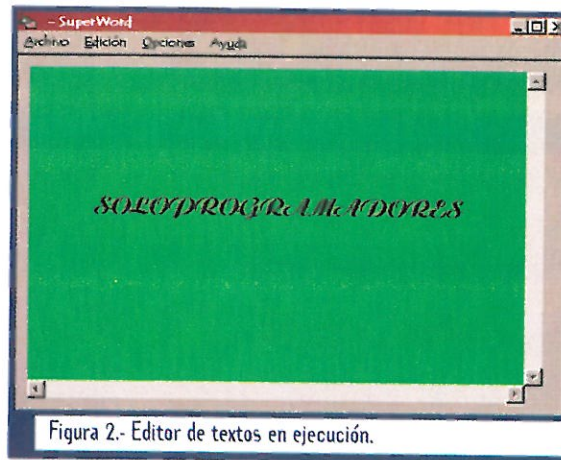 - SuperWord
Archivo Edición Opciones Ayuda
SOLOPROGRAMADORES
Figura 2.- Editor de textos en ejecución.